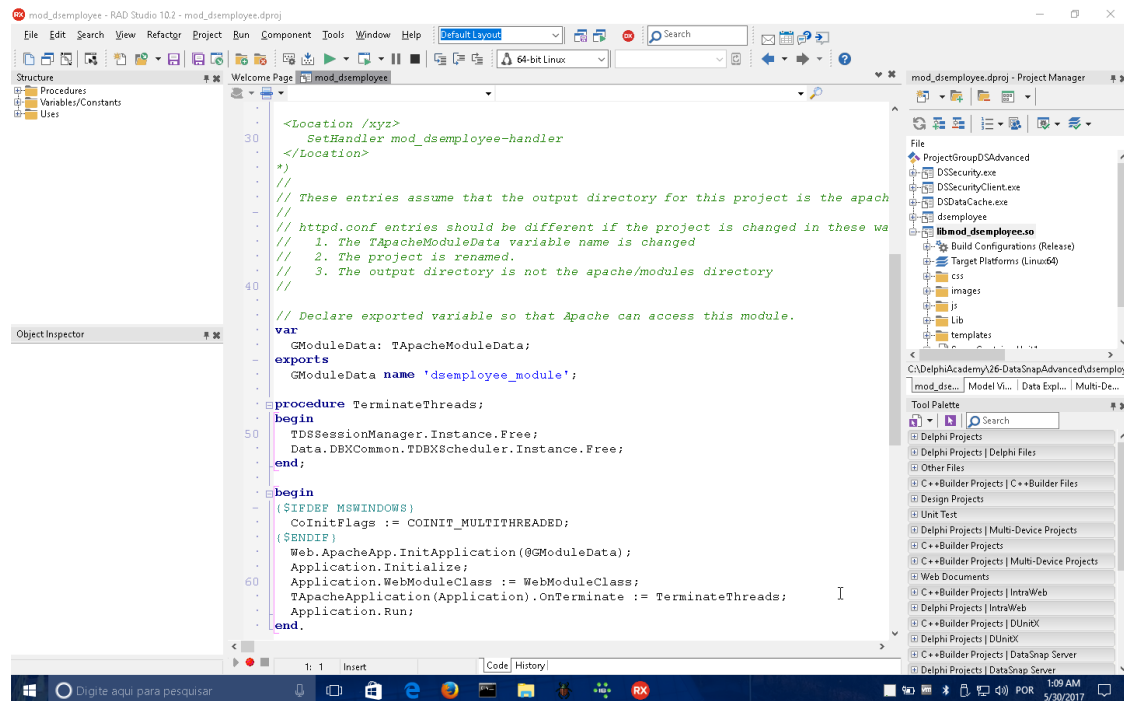 mod_dsemployee - RAD Studio 10.2 - mod_dsemployee.dproj
File Edit Search View Refactor Project Run Component Tools Window Help Default Layout Search
64-bit Linux
Structure
Procedures
Variables/Constants
Uses
Object Inspector
Welcome Page mod_dsemployee
<Location /xyz>
30 SetHandler mod_dsemployee-handler
</Location>
*)
//
// These entries assume that the output directory for this project is the apach
//
// httpd.conf entries should be different if the project is changed in these wa
// 1. The TApacheModuleData variable name is changed
// 2. The project is renamed.
// 3. The output directory is not the apache/modules directory
40 //
// Declare exported variable so that Apache can access this module.
var
GModuleData: TApacheModuleData;
exports
GModuleData name 'dsemployee_module';
procedure TerminateThreads;
begin
50 TDSSessionManager.Instance.Free;
Data.DBXCommon.TDBXScheduler.Instance.Free;
end;
begin
{$IFDEF MSWINDOWS}
CoInitFlags := COINIT_MULTITHREADED;
{$ENDIF}
Web.ApacheApp.InitApplication(@GModuleData);
Application.Initialize;
60 Application.WebModuleClass := WebModuleClass;
TApacheApplication(Application).OnTerminate := TerminateThreads;
Application.Run;
end.
1: 1 Insert Code History
mod_dsemployee.dproj - Project Manager
File
ProjectGroupDSAdvanced
DSSecurity.exe
DSSecurityClient.exe
DSDataCache.exe
dsemployee
libmod_dsemployee.so
Build Configurations (Release)
Target Platforms (Linux64)
css
images
js
Lib
templates
C:\DelphiAcademy\26-DataSnapAdvanced\dsemploy
mod_dse... Model Vi... Data Expl... Multi-De...
Tool Palette
Search
Delphi Projects
Delphi Projects | Delphi Files
Other Files
C++Builder Projects | C++Builder Files
Design Projects
Unit Test
Delphi Projects | Multi-Device Projects
C++Builder Projects
C++Builder Projects | Multi-Device Projects
Web Documents
C++Builder Projects | IntraWeb
Delphi Projects | IntraWeb
C++Builder Projects | DUnitX
Delphi Projects | DUnitX
C++Builder Projects | DataSnap Server
Delphi Projects | DataSnap Server
Digite aqui para pesquisar
RX
POR
1:09 AM
5/30/2017